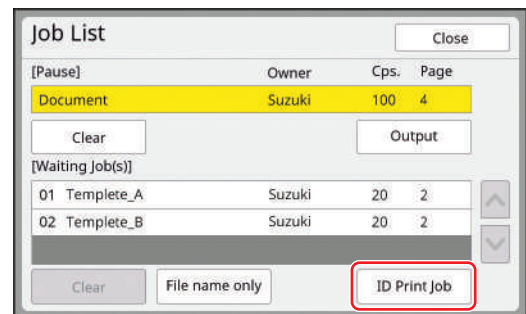 Job List Close
[Pause] Owner Cps. Page
Document Suzuki 100 4
Clear Output
[Waiting Job(s)]
01 Templete_A Suzuki 20 2
02 Templete_B Suzuki 20 2
Clear File name only ID Print Job